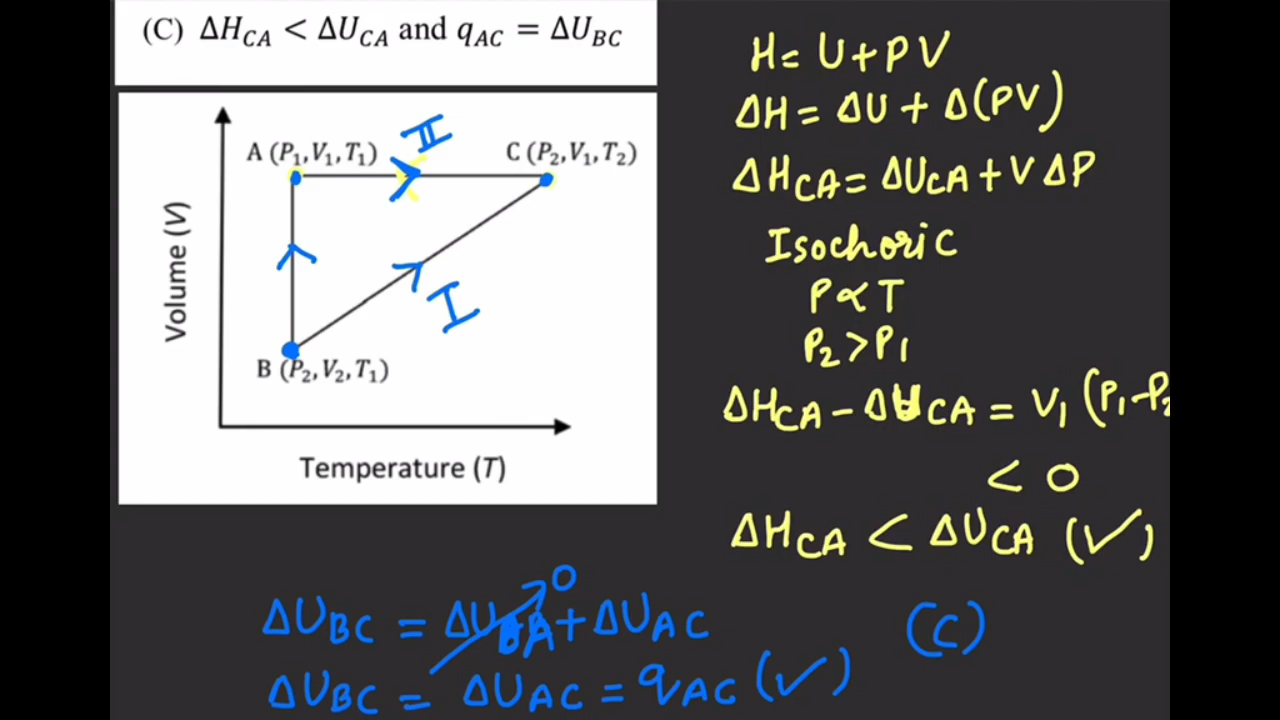 (C) ΔH_CA < ΔU_CA and q_AC = ΔU_BC
II
A (P₁,V₁,T₁)
C (P₂,V₁,T₂)
Volume (V)
I
B (P₂,V₂,T₁)
Temperature (T)
H= U+PV
ΔH = ΔU + Δ(PV)
ΔH_CA = ΔU_CA + V ΔP
Isochoric
P ∝ T
P₂ > P₁
ΔH_CA - ΔU_CA = V₁ (P₁-P₂
< 0
ΔH_CA < ΔU_CA (✓)
ΔU_BC = ΔU_BA + ΔU_AC
0
ΔU_BC = ΔU_AC = q_AC (✓)
(C)